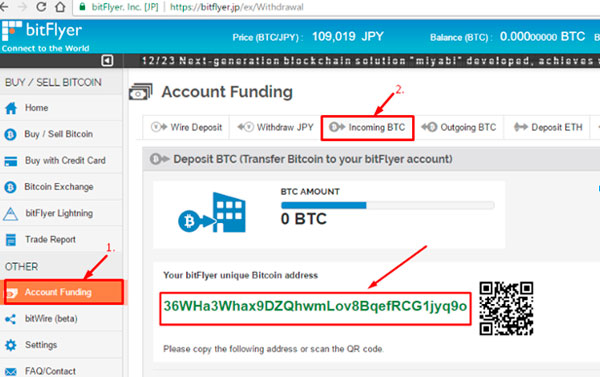 bitFlyer, Inc. [JP] https://bitflyer.jp/ex/Withdrawal
bitFlyer
Connect to the World
Price (BTC/JPY) : 109,019 JPY Balance (BTC) : 0.00000000 BTC
12/23 Next-generation blockchain solution "miyabi" developed, achieves
BUY / SELL BITCOIN
Home
Buy / Sell Bitcoin
Buy with Credit Card
Bitcoin Exchange
bitFlyer Lightning
Trade Report
OTHER
1.
Account Funding
bitWire (beta)
Settings
FAQ/Contact
Account Funding
2.
Wire Deposit Withdraw JPY Incoming BTC Outgoing BTC Deposit ETH
Deposit BTC (Transfer Bitcoin to your bitFlyer account)
BTC AMOUNT
0 BTC
Your bitFlyer unique Bitcoin address
36WHa3Whax9DZQhwmLov8BqefRCG1jyq9o
Please copy the following address or scan the QR code.